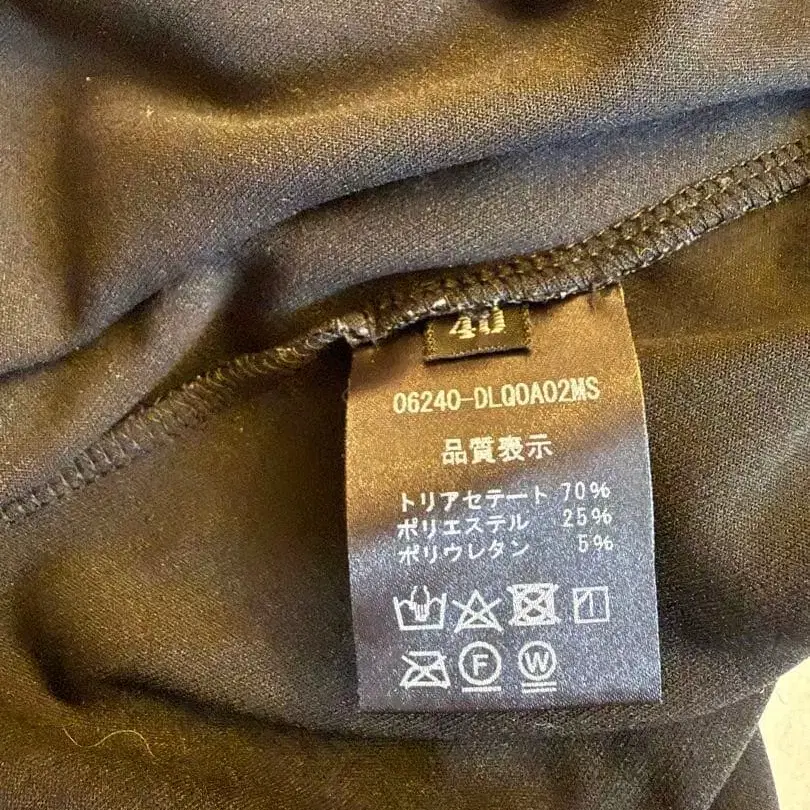 40
06240-DLQ0A02MS
品質表示
トリアセテート 70%
ポリエステル 25%
ポリウレタン 5%
F W